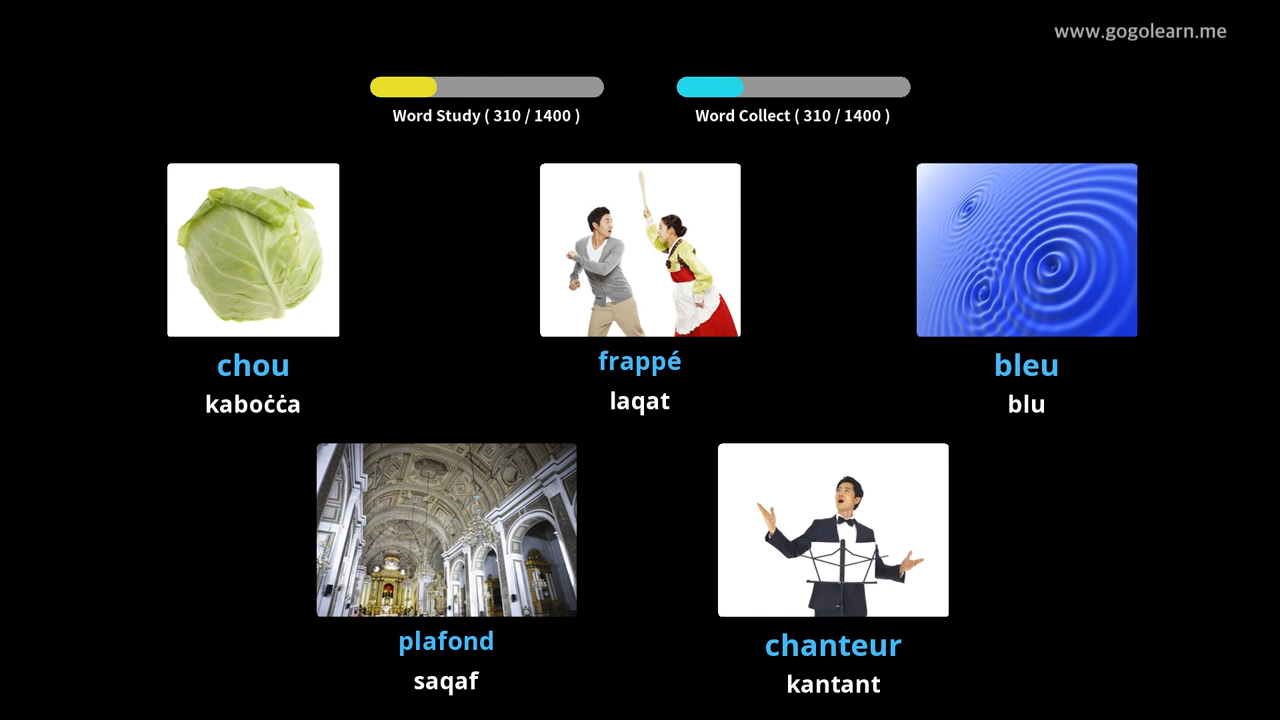 www.gogolearn.me
Word Study ( 310 / 1400 )
Word Collect ( 310 / 1400 )
chou
kaboċċa
frappé
laqat
bleu
blu
plafond
saqaf
chanteur
kantant